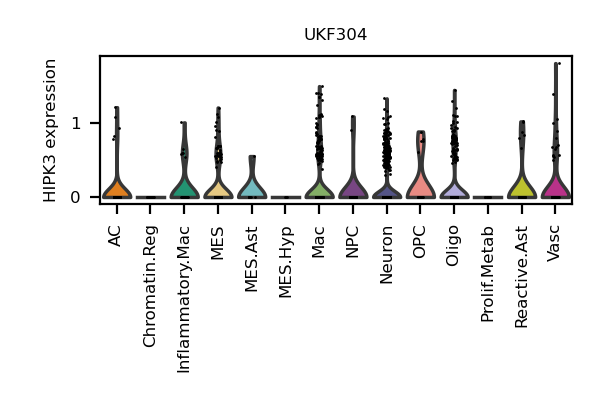 UKF304
HIPK3 expression
1
0
AC
Chromatin.Reg
Inflammatory.Mac
MES
MES.Ast
MES.Hyp
Mac
NPC
Neuron
OPC
Oligo
Prolif.Metab
Reactive.Ast
Vasc